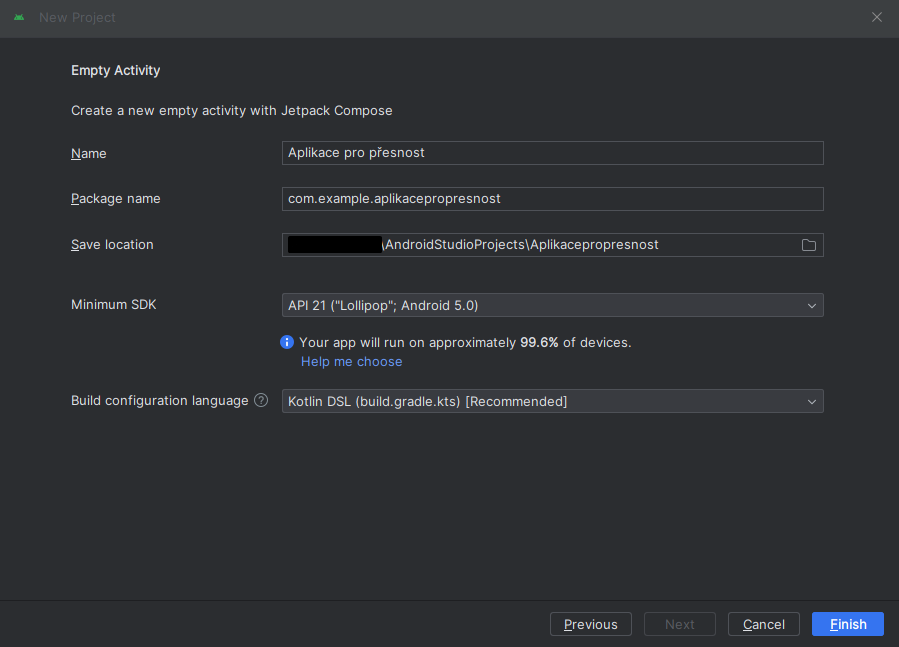 New Project
Empty Activity
Create a new empty activity with Jetpack Compose
Name Aplikace pro přesnost
Package name com.example.aplikacepropresnost
Save location \AndroidStudioProjects\Aplikacepropresnost
Minimum SDK API 21 ("Lollipop"; Android 5.0)
Your app will run on approximately 99.6% of devices.
Help me choose
Build configuration language ? Kotlin DSL (build.gradle.kts) [Recommended]
Previous Next Cancel Finish